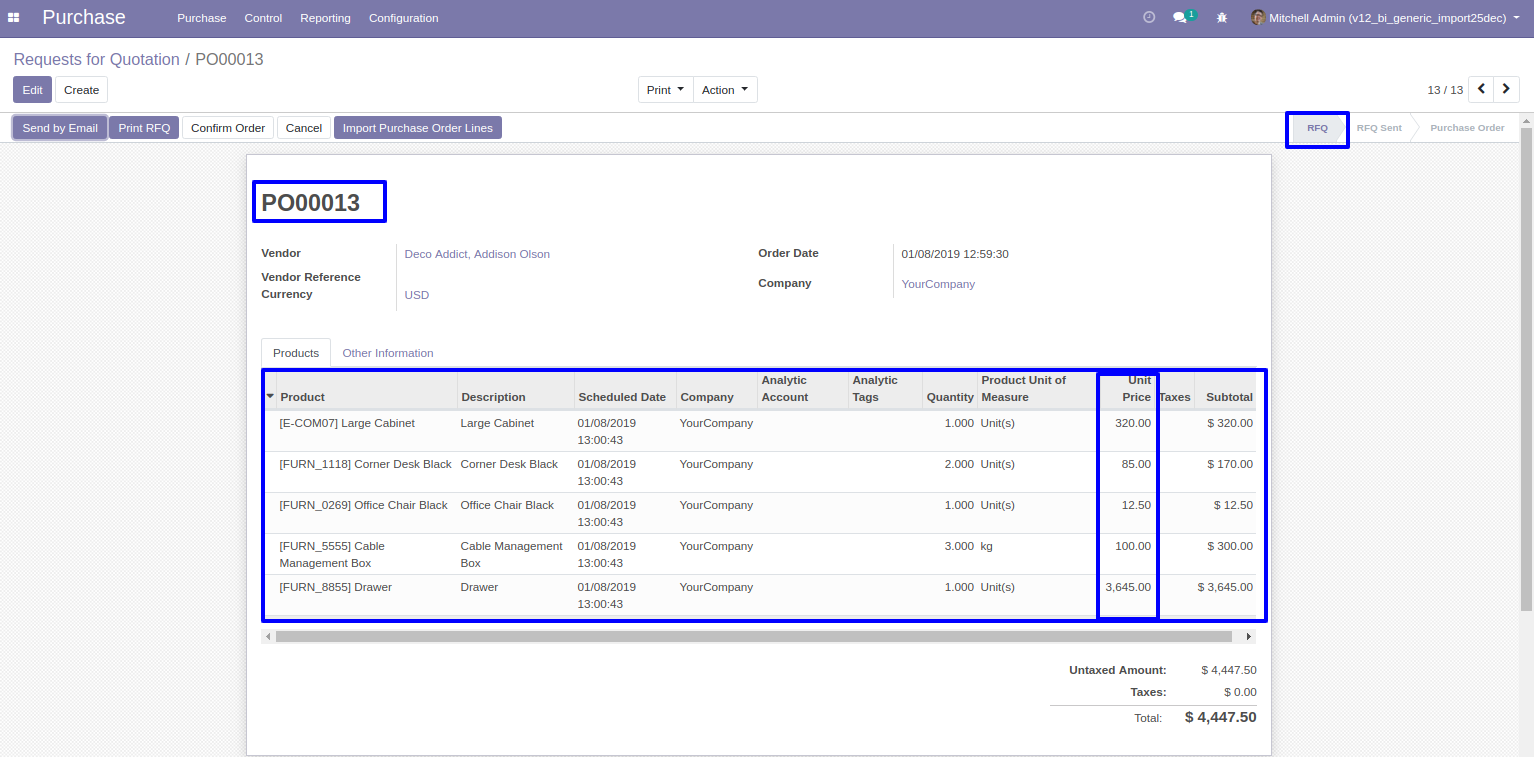 Purchase Purchase Control Reporting Configuration 1 Mitchell Admin (v12_bi_generic_import25dec)
Requests for Quotation / PO00013
Edit Create Print Action 13 / 13
Send by Email Print RFQ Confirm Order Cancel Import Purchase Order Lines RFQ RFQ Sent Purchase Order
PO00013
Vendor Deco Addict, Addison Olson Order Date 01/08/2019 12:59:30
Vendor Reference
Company YourCompany
Currency USD
Products Other Information
Product Description Scheduled Date Company Analytic Account Analytic Tags Quantity Product Unit of Measure Unit Price Taxes Subtotal
[E-COM07] Large Cabinet Large Cabinet 01/08/2019 13:00:43 YourCompany 1.000 Unit(s) 320.00 $ 320.00
[FURN_1118] Corner Desk Black Corner Desk Black 01/08/2019 13:00:43 YourCompany 2.000 Unit(s) 85.00 $ 170.00
[FURN_0269] Office Chair Black Office Chair Black 01/08/2019 13:00:43 YourCompany 1.000 Unit(s) 12.50 $ 12.50
[FURN_5555] Cable Management Box Cable Management Box 01/08/2019 13:00:43 YourCompany 3.000 kg 100.00 $ 300.00
[FURN_8855] Drawer Drawer 01/08/2019 13:00:43 YourCompany 1.000 Unit(s) 3,645.00 $ 3,645.00
Untaxed Amount: $ 4,447.50
Taxes: $ 0.00
Total: $ 4,447.50